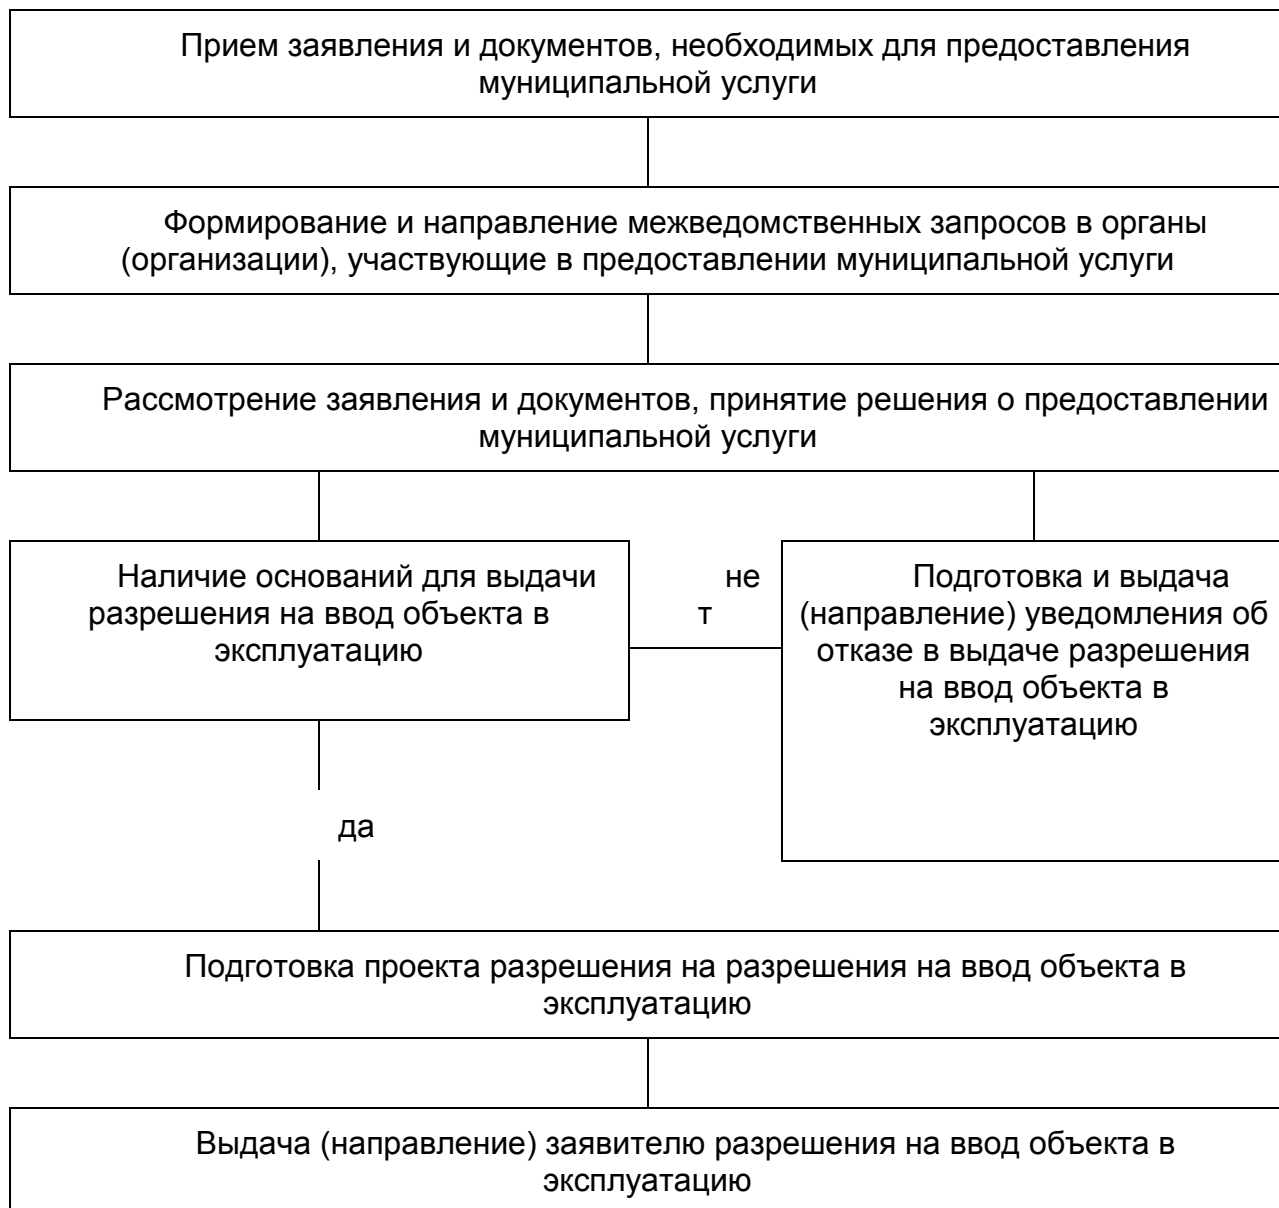 Прием заявления и документов, необходимых для предоставления
муниципальной услуги
Формирование и направление межведомственных запросов в органы
(организации), участвующие в предоставлении муниципальной услуги
Рассмотрение заявления и документов, принятие решения о предоставлении
муниципальной услуги
Наличие оснований для выдачи
разрешения на ввод объекта в
эксплуатацию
не
т
Подготовка и выдача
(направление) уведомления об
отказе в выдаче разрешения
на ввод объекта в
эксплуатацию
да
Подготовка проекта разрешения на разрешения на ввод объекта в
эксплуатацию
Выдача (направление) заявителю разрешения на ввод объекта в
эксплуатацию